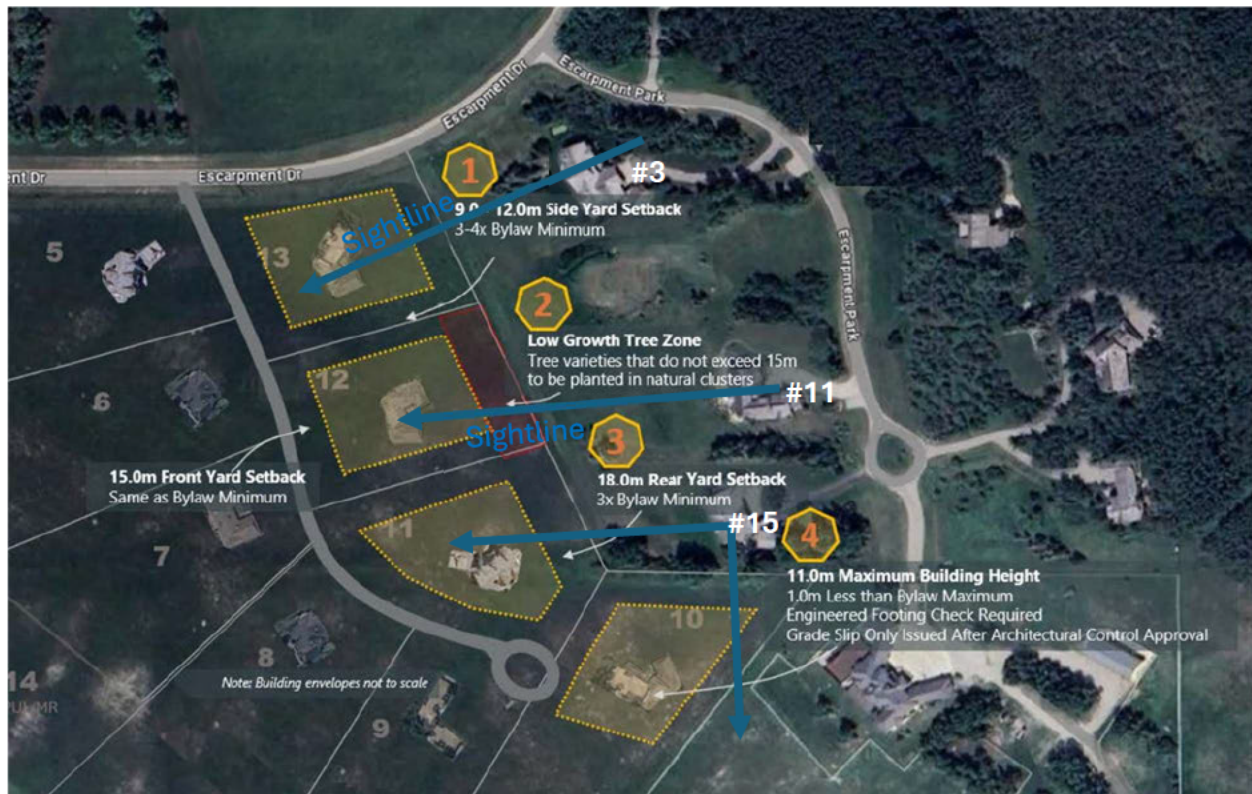 Escarpment Dr
Escarpment Park
ent Dr
Escarpment Dr
1
#3
9.0 12.0m Side Yard Setback
3-4x Bylaw Minimum
Sightline
5
13
Escarpment Park
2
Low Growth Tree Zone
Tree varieties that do not exceed 15m
to be planted in natural clusters
#11
12
6
Sightline
3
15.0m Front Yard Setback
Same as Bylaw Minimum
18.0m Rear Yard Setback
3x Bylaw Minimum
7
11
#15
4
11.0m Maximum Building Height
1.0m Less than Bylaw Maximum
Engineered Footing Check Required
Grade Slip Only Issued After Architectural Control Approval
10
8
Note: Building envelopes not to scale
14
MR
9